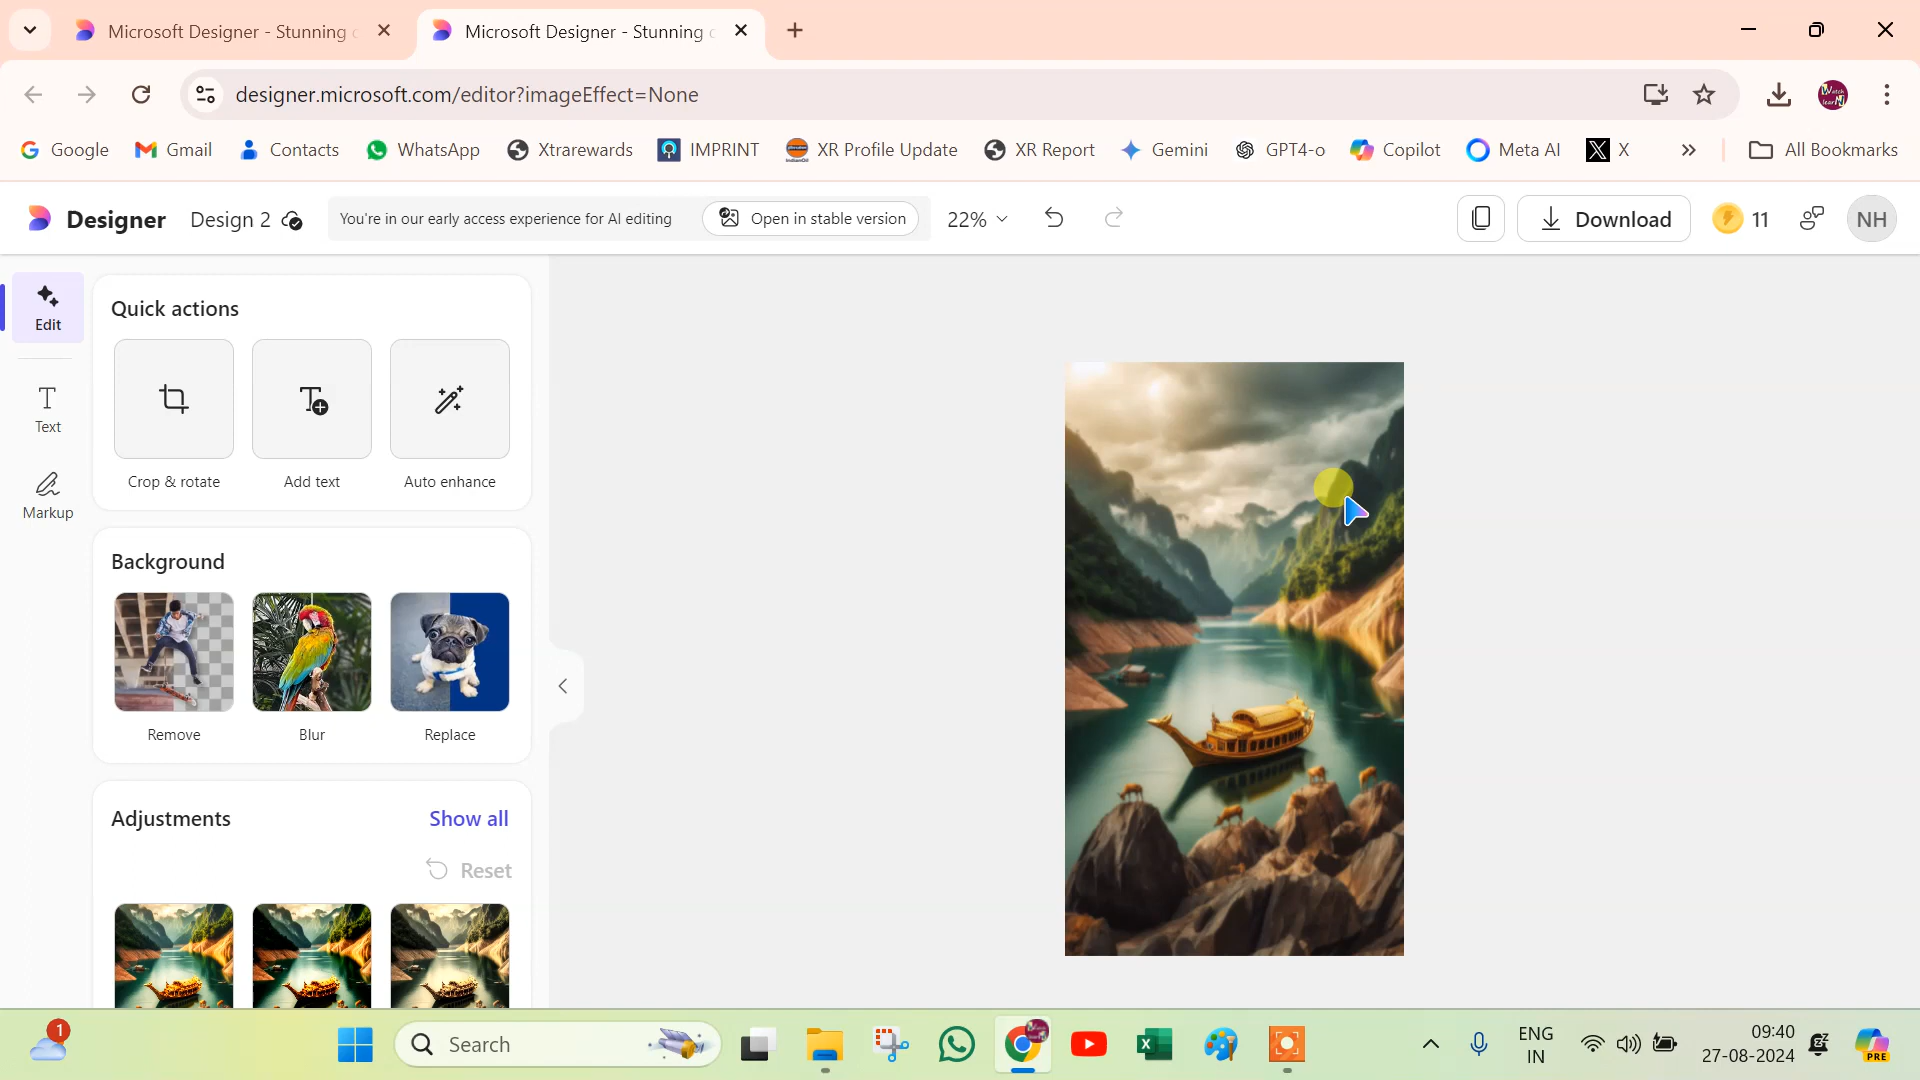 Microsoft Designer - Stunning
Microsoft Designer - Stunning
designer.microsoft.com/editor?imageEffect=None
Google
Gmail
Contacts
WhatsApp
Xtrarewards
IMPRINT
XR Profile Update
XR Report
Gemini
GPT4-o
Copilot
Meta AI
X
All Bookmarks
Designer
Design 2
You're in our early access experience for AI editing
Open in stable version
22%
Download
11
NH
Edit
Text
Markup
Quick actions
Crop & rotate
Add text
Auto enhance
Background
Remove
Blur
Replace
Adjustments
Show all
Reset
1
Search
ENG
IN
09:40
27-08-2024
PRE